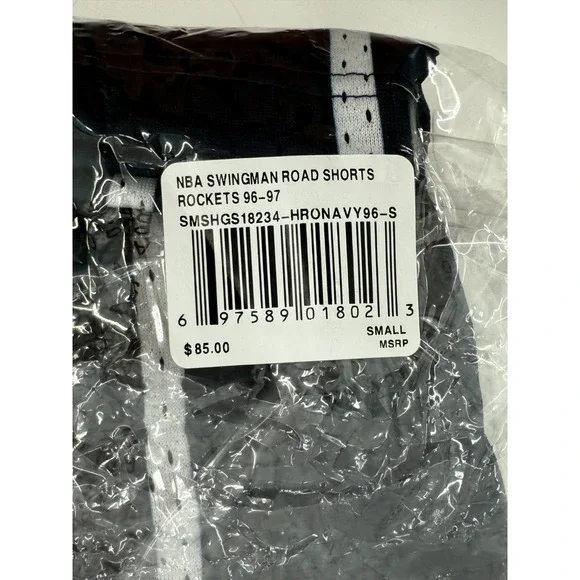 NBA SWINGMAN ROAD SHORTS
ROCKETS 96-97
SMSHGS18234-HRONAVY96-S
6 97589 01802 3
SMALL
$85.00 MSRP